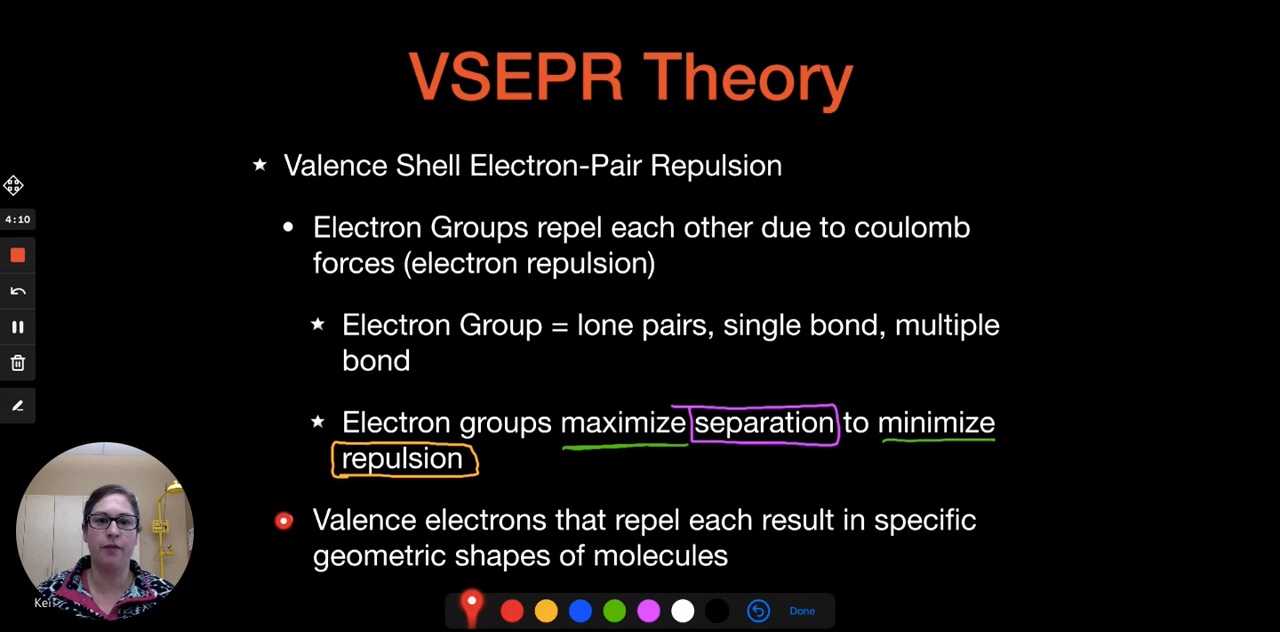 VSEPR Theory
Valence Shell Electron-Pair Repulsion
Electron Groups repel each other due to coulomb
forces (electron repulsion)
Electron Group = lone pairs, single bond, multiple
bond
Electron groups maximize separation to minimize
repulsion
Valence electrons that repel each result in specific
geometric shapes of molecules
4:10
Done